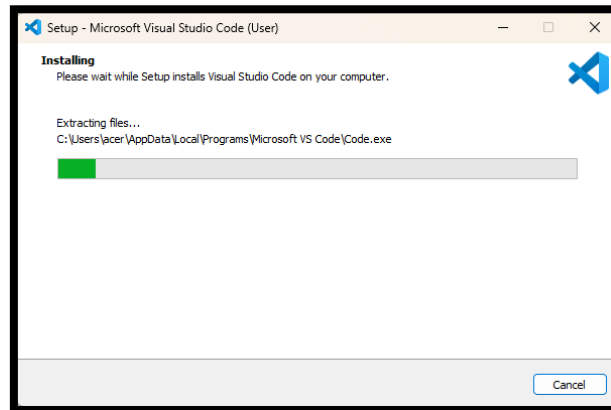 Setup - Microsoft Visual Studio Code (User)
Installing
Please wait while Setup installs Visual Studio Code on your computer.
Extracting files...
C:\Users\acer\AppData\Local\Programs\Microsoft VS Code\Code.exe
Cancel